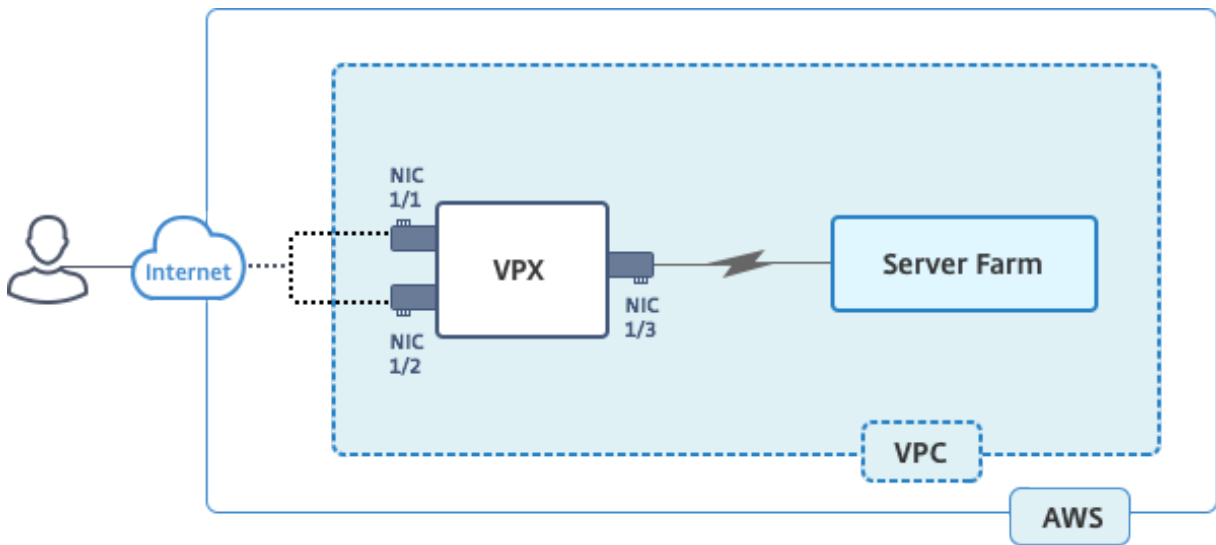 NIC
1/1
Internet
VPX
Server Farm
NIC
1/2
NIC
1/3
VPC
AWS